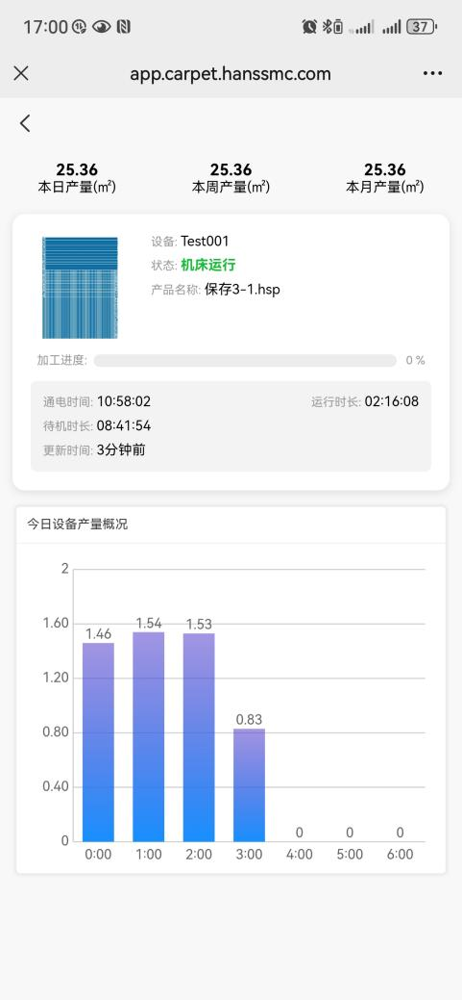 17:00
37
app.carpet.hanssmc.com
25.36 25.36 25.36
本日产量(㎡) 本周产量(㎡) 本月产量(㎡)
设备: Test001
状态: 机床运行
产品名称: 保存3-1.hsp
加工进度: 0 %
通电时间: 10:58:02 运行时长: 02:16:08
待机时长: 08:41:54
更新时间: 3分钟前
今日设备产量概况
2
1.60
1.20
0.80
0.40
0
1.46 1.54 1.53 0.83 0 0 0
0:00 1:00 2:00 3:00 4:00 5:00 6:00